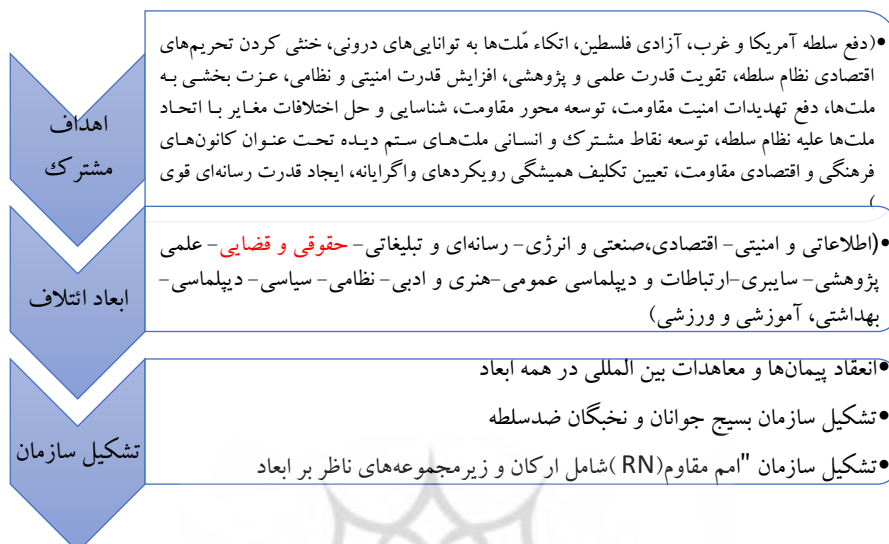 •(دفع سلطه آمریکا و غرب، آزادی فلسطین، اتکاء ملّت‌ها به توانایی‌های درونی، خنثی کردن تحریم‌های
اقتصادی نظام سلطه، تقویت قدرت علمی و پژوهشی، افزایش قدرت امنیتی و نظامی، عزت بخشی به
ملت‌ها، دفع تهدیدات امنیت مقاومت، توسعه محور مقاومت، شناسایی و حل اختلافات مغایر با اتحاد
ملت‌ها علیه نظام سلطه، توسعه نقاط مشترك و انسانی ملت‌های ستم دیده تحت عنوان کانون‌های
فرهنگی و اقتصادی مقاومت، تعیین تکلیف همیشگی رویکردهای واگرایانه، ایجاد قدرت رسانه‌ای قوی
)
اهداف
مشترك
•(اطلاعاتی و امنیتی- اقتصادی،صنعتی و انرژی- رسانه‌ای و تبلیغاتی- حقوقی و قضایی- علمی
پژوهشی- سایبری-ارتباطات و دیپلماسی عمومی-هنری و ادبی- نظامی- سیاسی- دیپلماسی-
بهداشتی، آموزشی و ورزشی)
ابعاد ائتلاف
•انعقاد پیمان‌ها و معاهدات بین المللی در همه ابعاد
•تشکیل سازمان بسیج جوانان و نخبگان ضدسلطه
•تشکیل سازمان "امم مقاوم(RN )شامل ارکان و زیرمجموعه‌های ناظر بر ابعاد
تشکیل سازمان